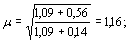 μ = √((1,09 + 0,56)/(1,09 + 0,14)) = 1,16;